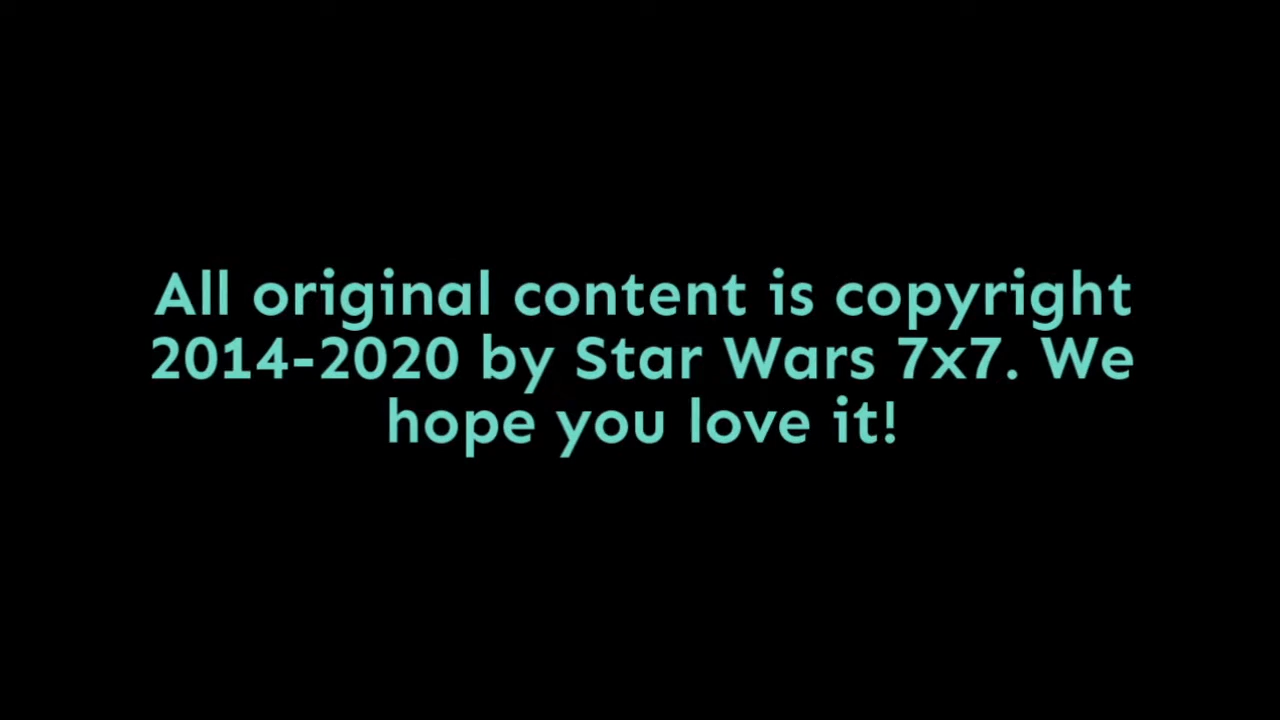 All original content is copyright
2014-2020 by Star Wars 7x7. We
hope you love it!